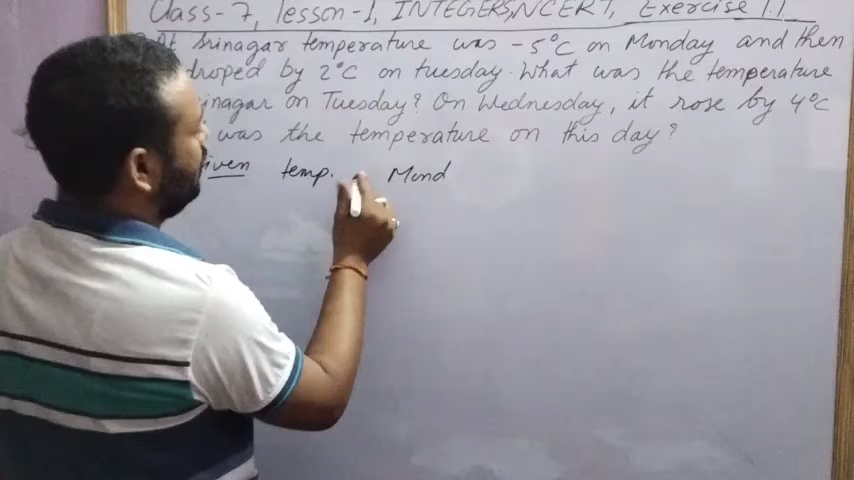 Class-7, lesson-1, INTEGERS, NCERT, Exercise 1.1
At Srinagar temperature was -5°C on Monday and then
droped by 2°C on tuesday. What was the temperature
inagar on Tuesday? On Wednesday, it rose by 4°C
was the temperature on this day?
iven temp. Mond